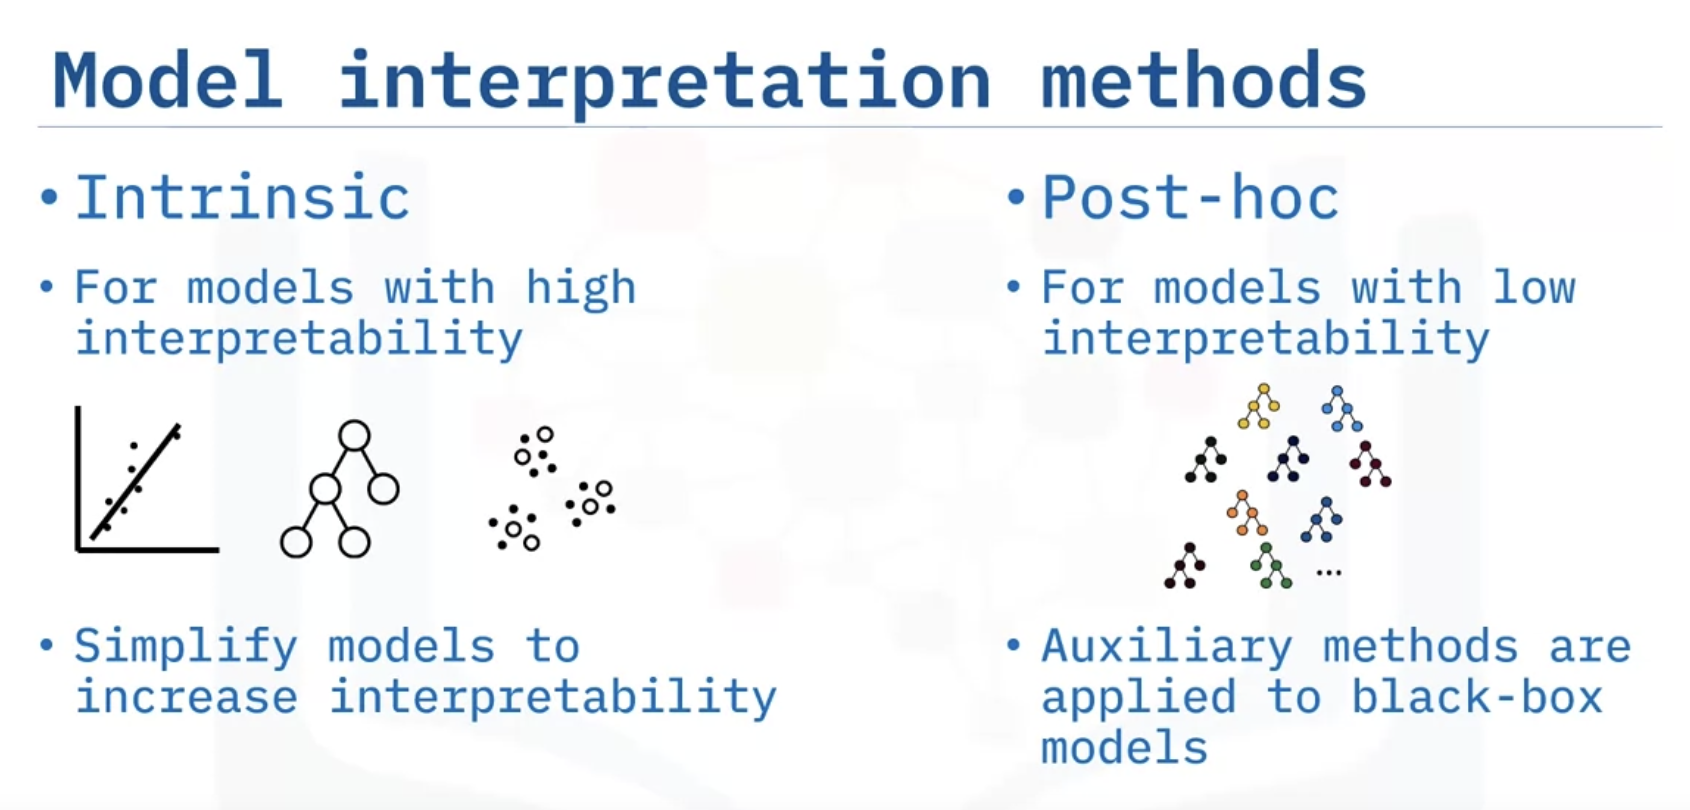 Model interpretation methods
• Intrinsic
• For models with high
interpretability
• Simplify models to
increase interpretability
• Post-hoc
• For models with low
interpretability
...
• Auxiliary methods are
applied to black-box
models